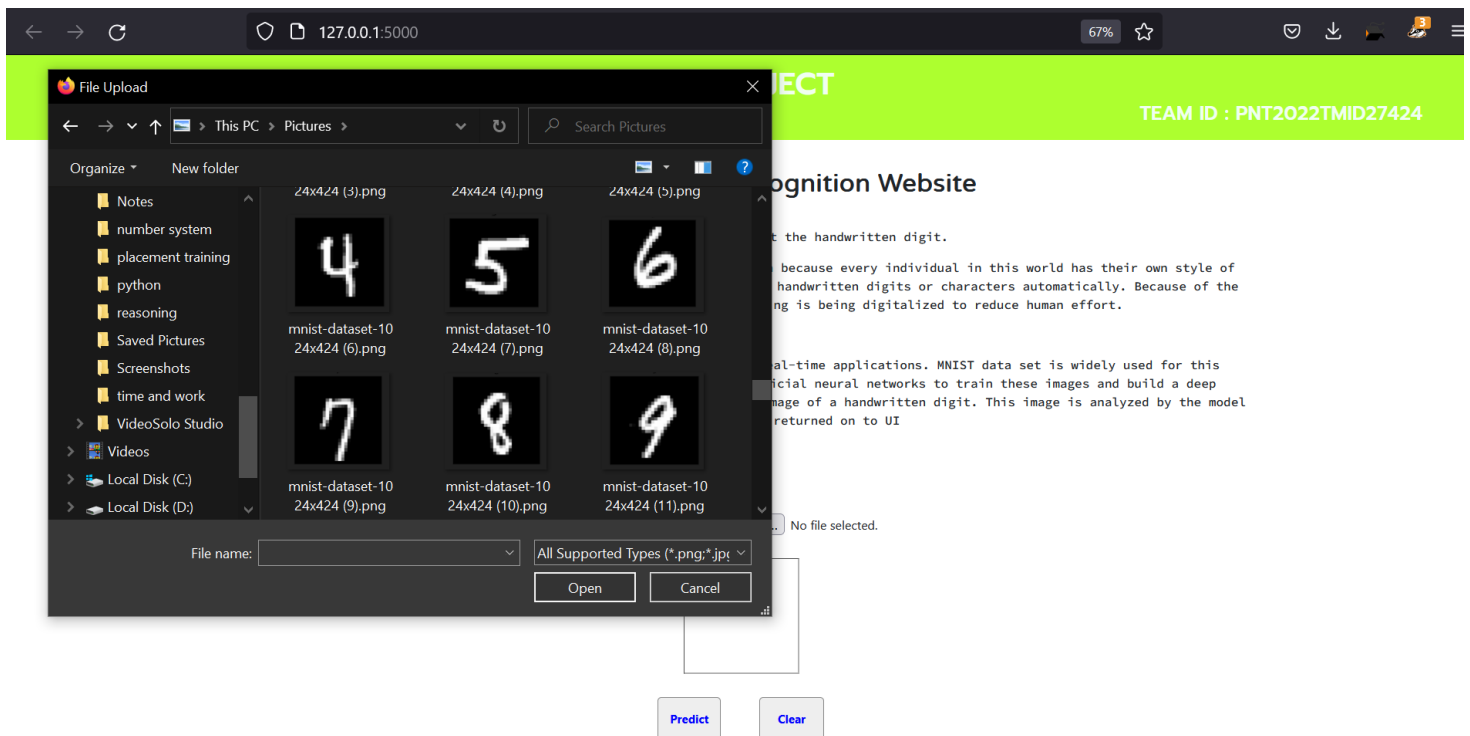 127.0.0.1:5000
67%
3
JECT
TEAM ID : PNT2022TMID27424
File Upload
This PC > Pictures >
Search Pictures
Organize
New folder
?
Notes
number system
placement training
python
reasoning
Saved Pictures
Screenshots
time and work
VideoSolo Studio
Videos
Local Disk (C:)
Local Disk (D:)
24x424 (3).png
24x424 (4).png
24x424 (5).png
4
5
6
mnist-dataset-10
24x424 (6).png
mnist-dataset-10
24x424 (7).png
mnist-dataset-10
24x424 (8).png
7
8
9
mnist-dataset-10
24x424 (9).png
mnist-dataset-10
24x424 (10).png
mnist-dataset-10
24x424 (11).png
File name:
All Supported Types (*.png;*.jpg
Open
Cancel
ognition Website
t the handwritten digit.
because every individual in this world has their own style of
handwritten digits or characters automatically. Because of the
ng is being digitalized to reduce human effort.
al-time applications. MNIST data set is widely used for this
icial neural networks to train these images and build a deep
mage of a handwritten digit. This image is analyzed by the model
returned on to UI
.. No file selected.
Predict
Clear